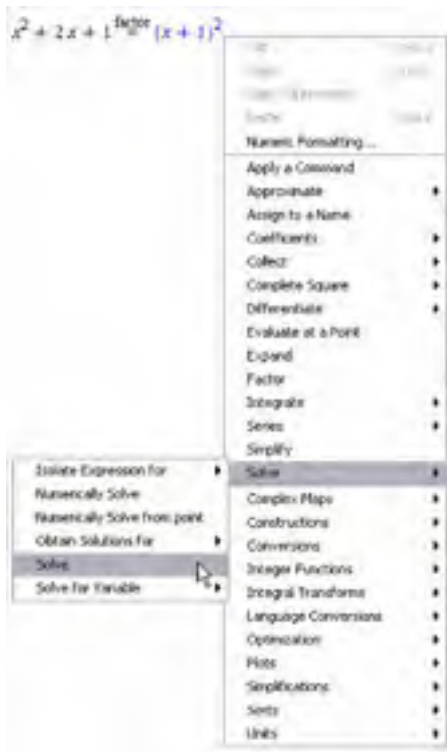 x² + 2x + 1 factor = (x + 1)²
Numeric Formatting...
Apply a Command
Approximate
Assign to a Name
Coefficients
Collect
Complete Square
Differentiate
Evaluate at a Point
Expand
Factor
Integrate
Series
Simplify
Solve
Isolate Expression for
Numerically Solve
Numerically Solve from point
Obtain Solutions for
Solve
Solve for Variable
Complex Maps
Constructions
Conversions
Integer Functions
Integral Transforms
Language Conversions
Optimization
Plots
Simplifications
Sorts
Units